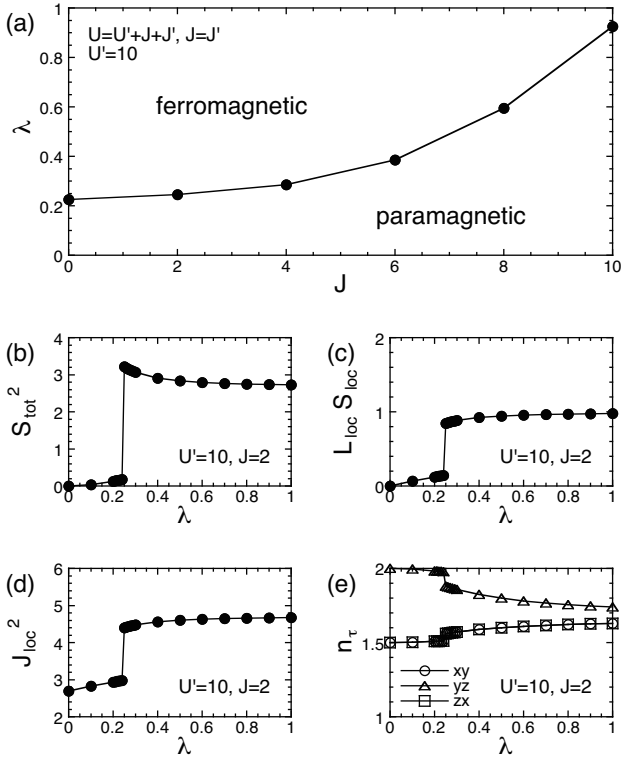 (a)
U=U'+J+J', J=J'
U'=10
ferromagnetic
paramagnetic
λ
1
0.8
0.6
0.4
0.2
0
0 2 4 6 8 10
J
(b)
S_tot^2
4
3
2
1
0
U'=10, J=2
0 0.2 0.4 0.6 0.8 1
λ
(c)
L_loc S_loc
2
1
0
U'=10, J=2
0 0.2 0.4 0.6 0.8 1
λ
(d)
J_loc^2
6
5
4
3
2
U'=10, J=2
0 0.2 0.4 0.6 0.8 1
λ
(e)
n_τ
2
1.5
1
xy
yz
zx
U'=10, J=2
0 0.2 0.4 0.6 0.8 1
λ